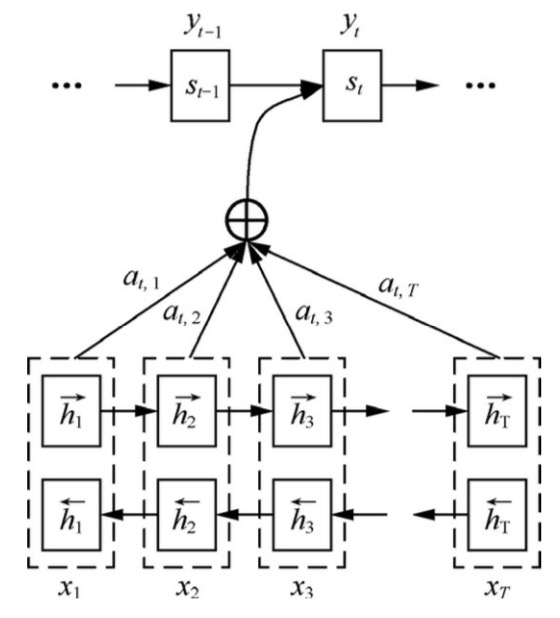 y_{t-1} y_t
... s_{t-1} s_t ...
a_{t, 1} a_{t, 2} a_{t, 3} a_{t, T}
\overrightarrow{h}_1 \overrightarrow{h}_2 \overrightarrow{h}_3 \overrightarrow{h}_T
\overleftarrow{h}_1 \overleftarrow{h}_2 \overleftarrow{h}_3 \overleftarrow{h}_T
x_1 x_2 x_3 x_T